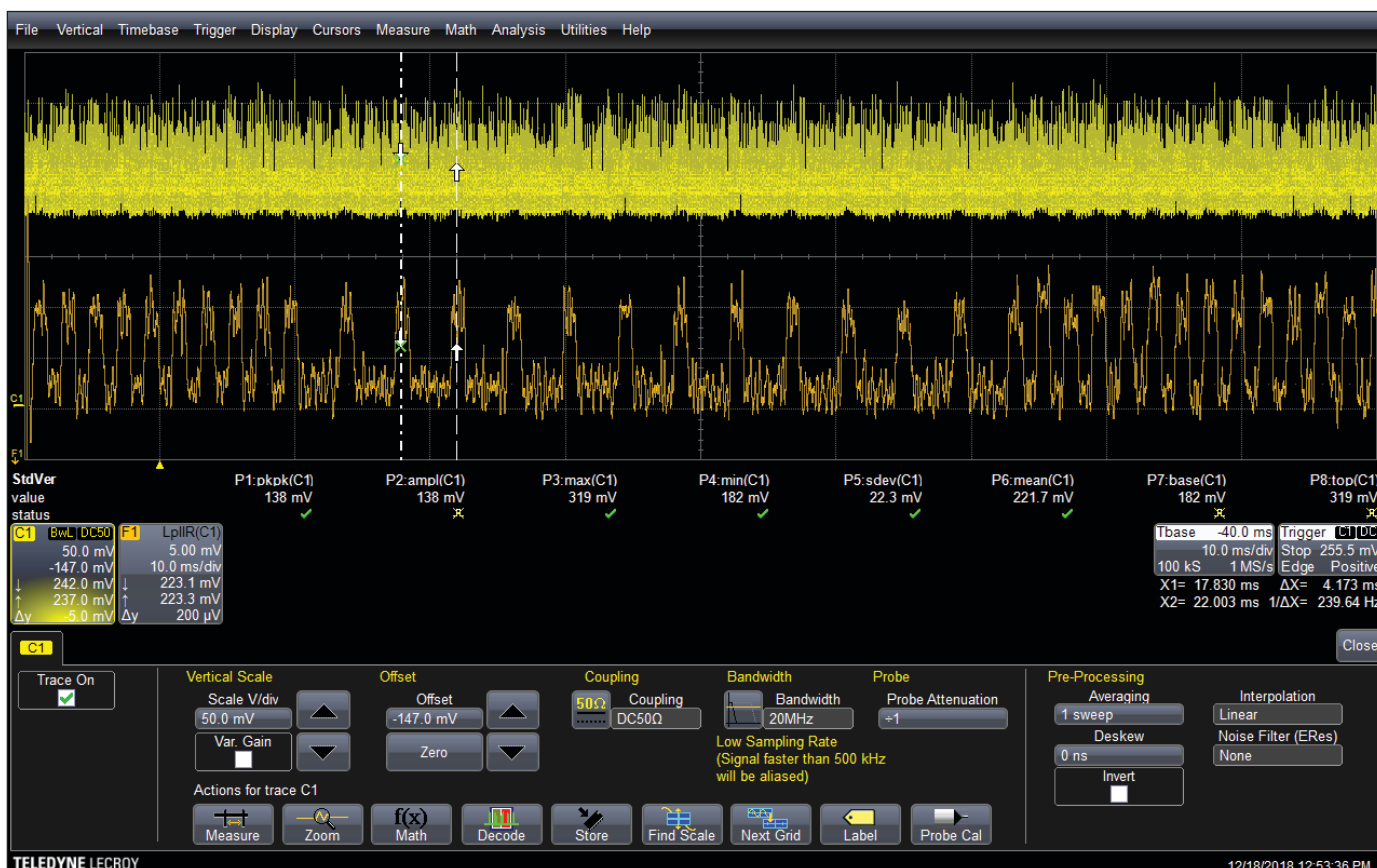 File Vertical Timebase Trigger Display Cursors Measure Math Analysis Utilities Help
C1
F1
StdVer P1:pkpk(C1) P2:ampl(C1) P3:max(C1) P4:min(C1) P5:sdev(C1) P6:mean(C1) P7:base(C1) P8:top(C1)
value 138 mV 138 mV 319 mV 182 mV 22.3 mV 221.7 mV 182 mV 319 mV
status
C1 BwL DC50 F1 LpIIR(C1) Tbase -40.0 ms Trigger C1 DC
50.0 mV 5.00 mV 10.0 ms/div Stop 255.5 mV
-147.0 mV 10.0 ms/div 100 kS 1 MS/s Edge Positive
↓ 242.0 mV ↓ 223.1 mV X1= 17.830 ms ΔX= 4.173 ms
↑ 237.0 mV ↑ 223.3 mV X2= 22.003 ms 1/ΔX= 239.64 Hz
Δy -5.0 mV Δy 200 µV
C1 Close
Trace On Vertical Scale Offset Coupling Bandwidth Probe Pre-Processing
Scale V/div Offset 50Ω Coupling Bandwidth Probe Attenuation Averaging Interpolation
50.0 mV -147.0 mV DC50Ω 20MHz ÷1 1 sweep Linear
Var. Gain Zero Low Sampling Rate Deskew Noise Filter (ERes)
(Signal faster than 500 kHz 0 ns None
will be aliased) Invert
Actions for trace C1
f(x)
Measure Zoom Math Decode Store Find Scale Next Grid Label Probe Cal
TELEDYNE LECROY 12/18/2018 12:53:36 PM